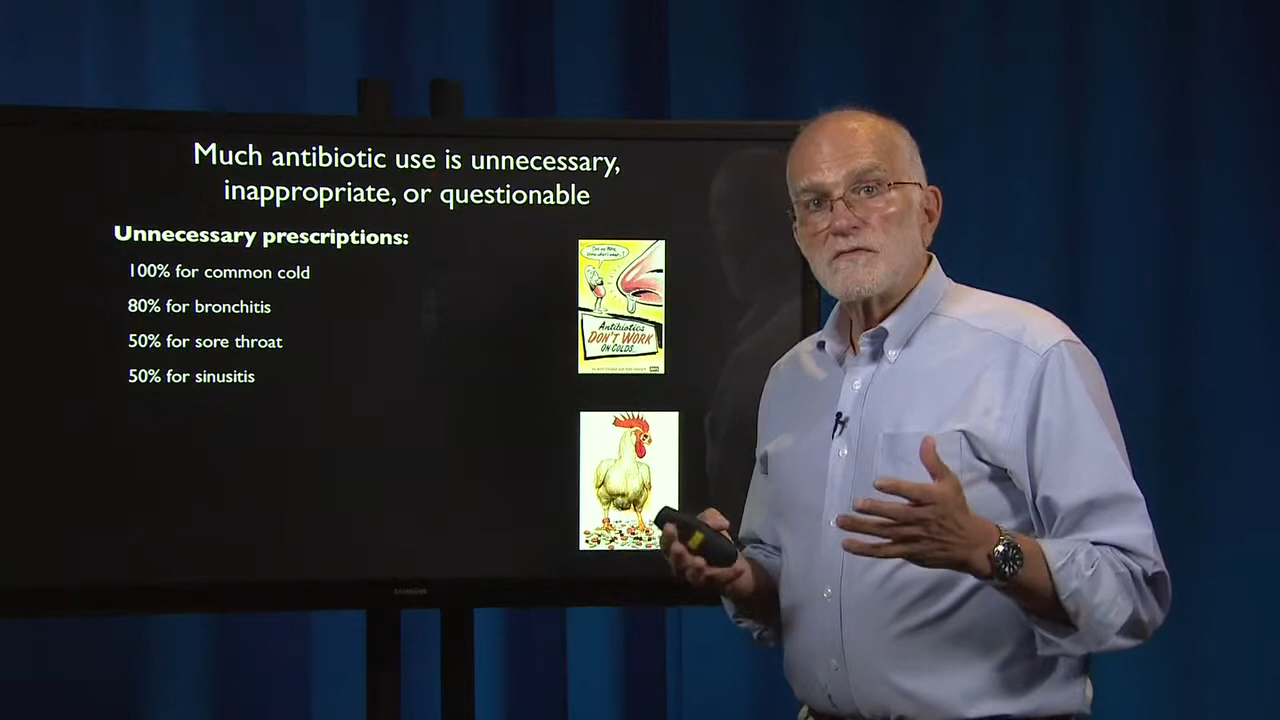 Much antibiotic use is unnecessary,
inappropriate, or questionable
Unnecessary prescriptions:
100% for common cold
80% for bronchitis
50% for sore throat
50% for sinusitis
Antibiotics
DON'T WORK
ON COLDS
SAMSUNG